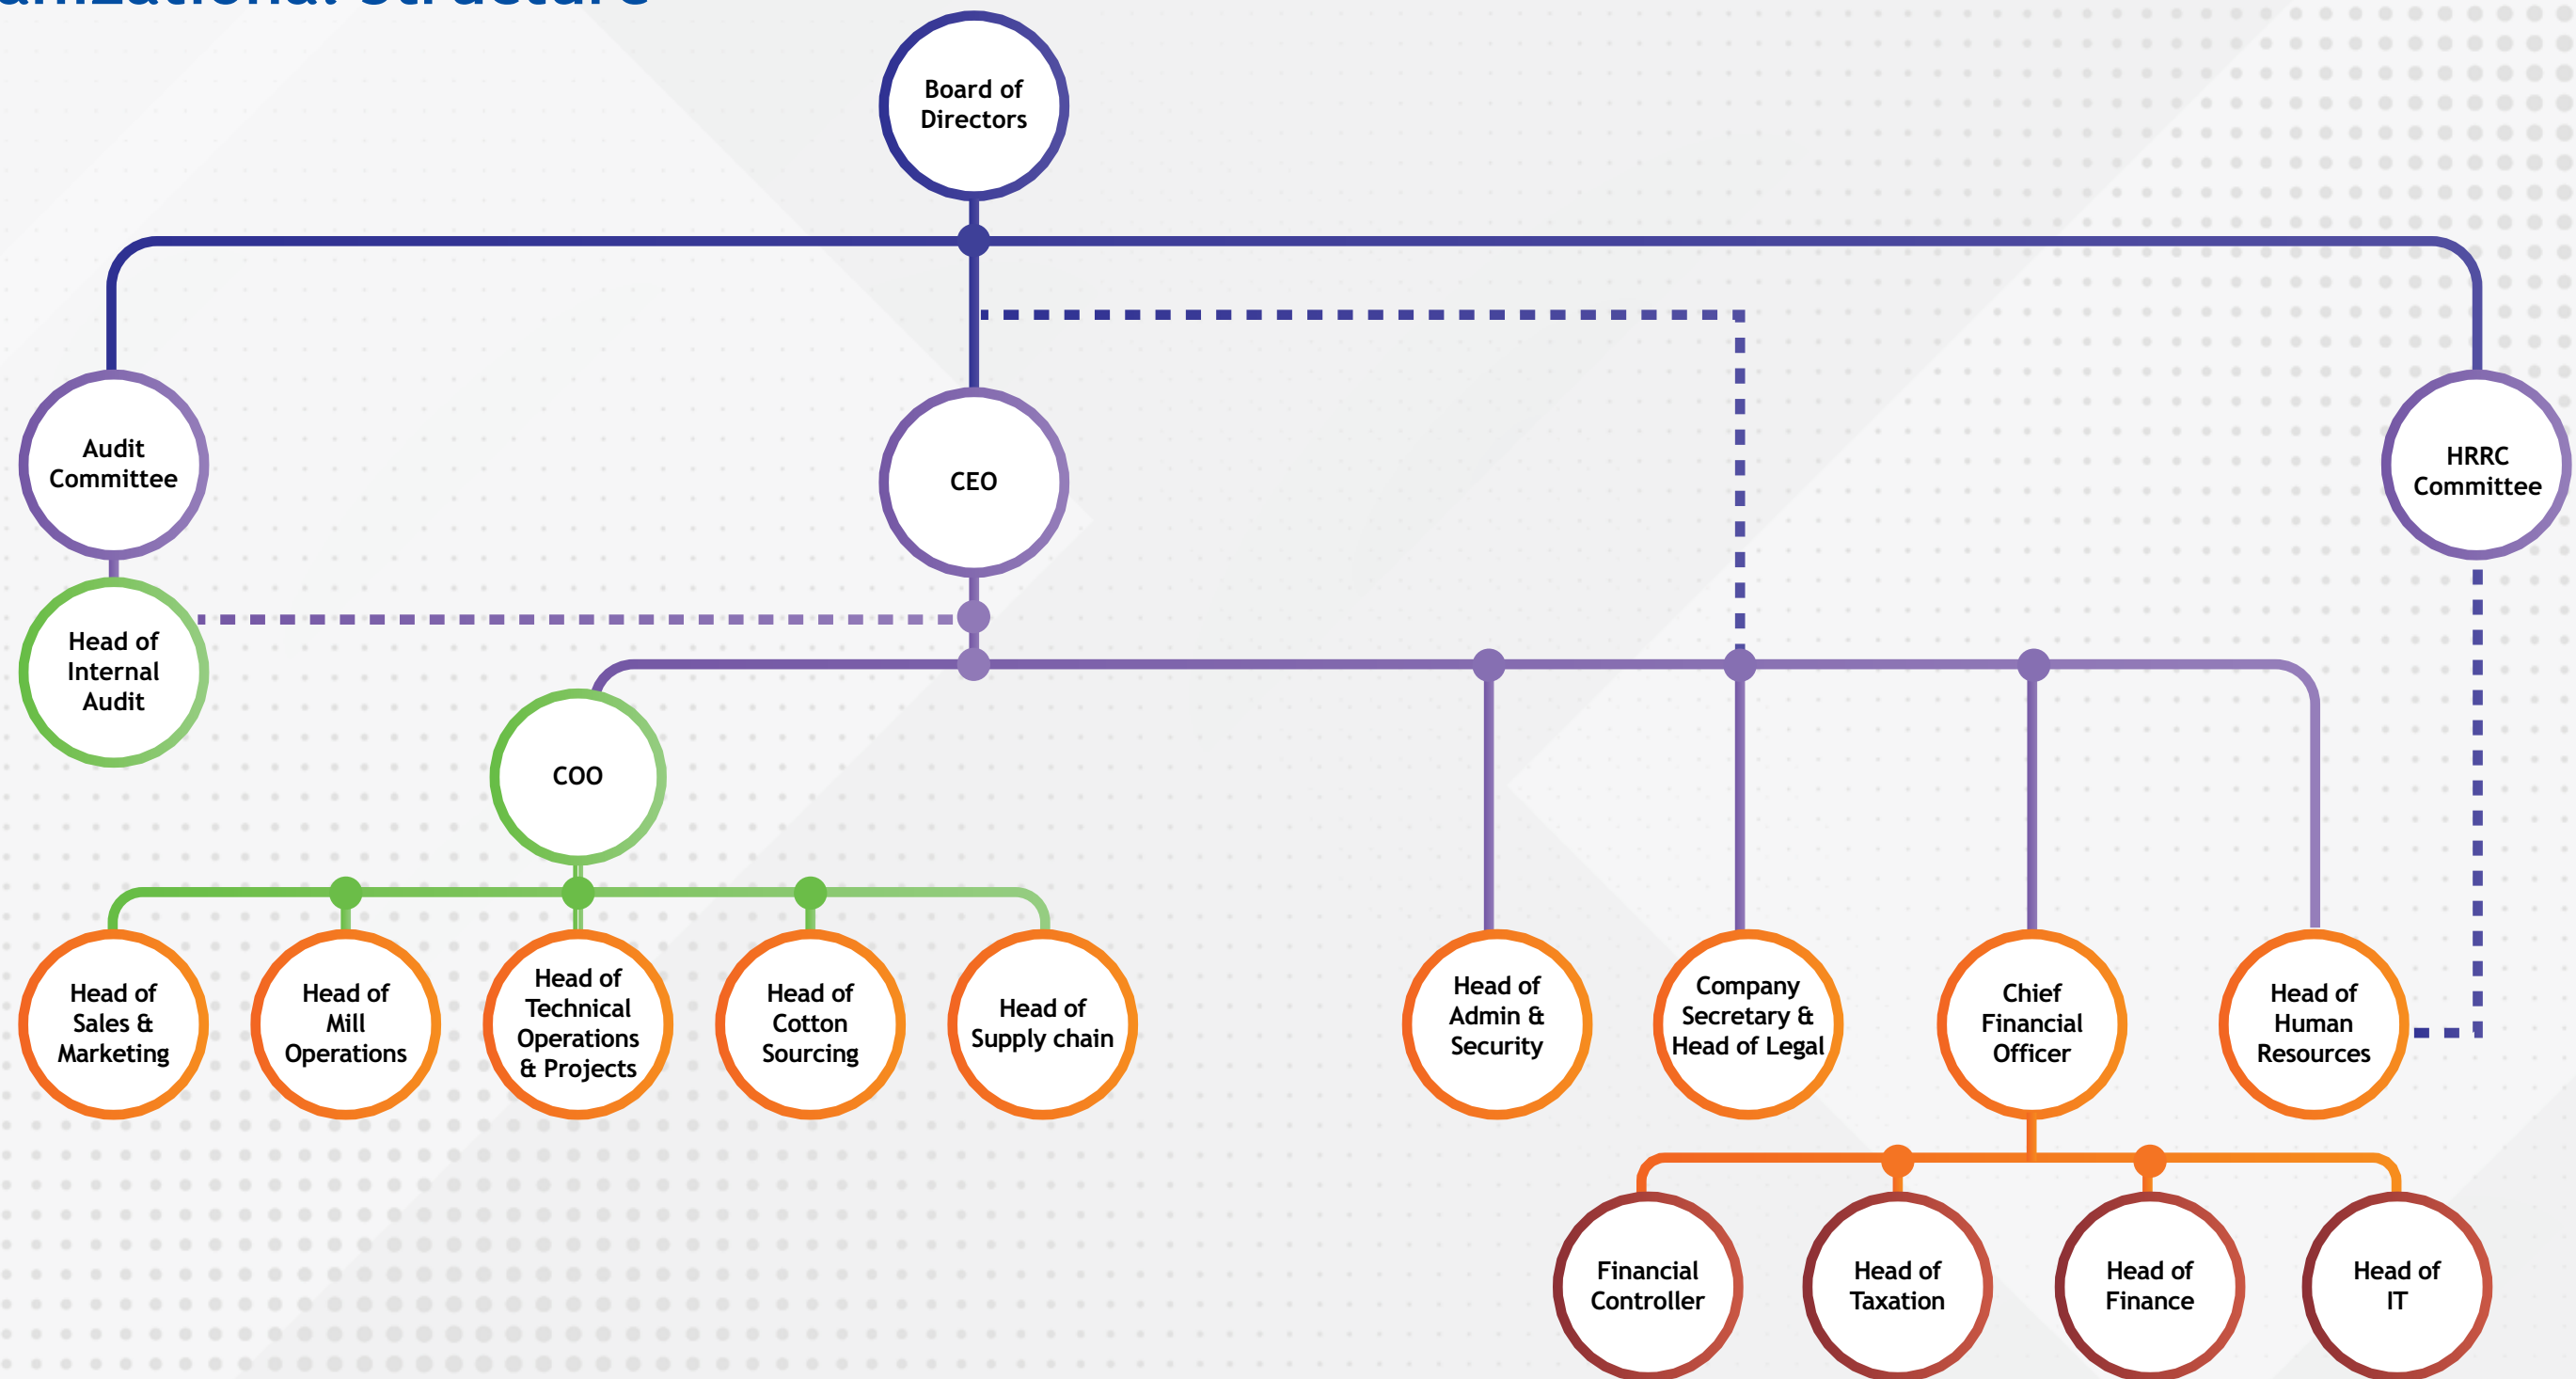 Board of
Directors
Audit
Committee
CEO
HRRC
Committee
Head of
Internal
Audit
COO
Head of
Sales &
Marketing
Head of
Mill
Operations
Head of
Technical
Operations
& Projects
Head of
Cotton
Sourcing
Head of
Supply chain
Head of
Admin &
Security
Company
Secretary &
Head of Legal
Chief
Financial
Officer
Head of
Human
Resources
Financial
Controller
Head of
Taxation
Head of
Finance
Head of
IT